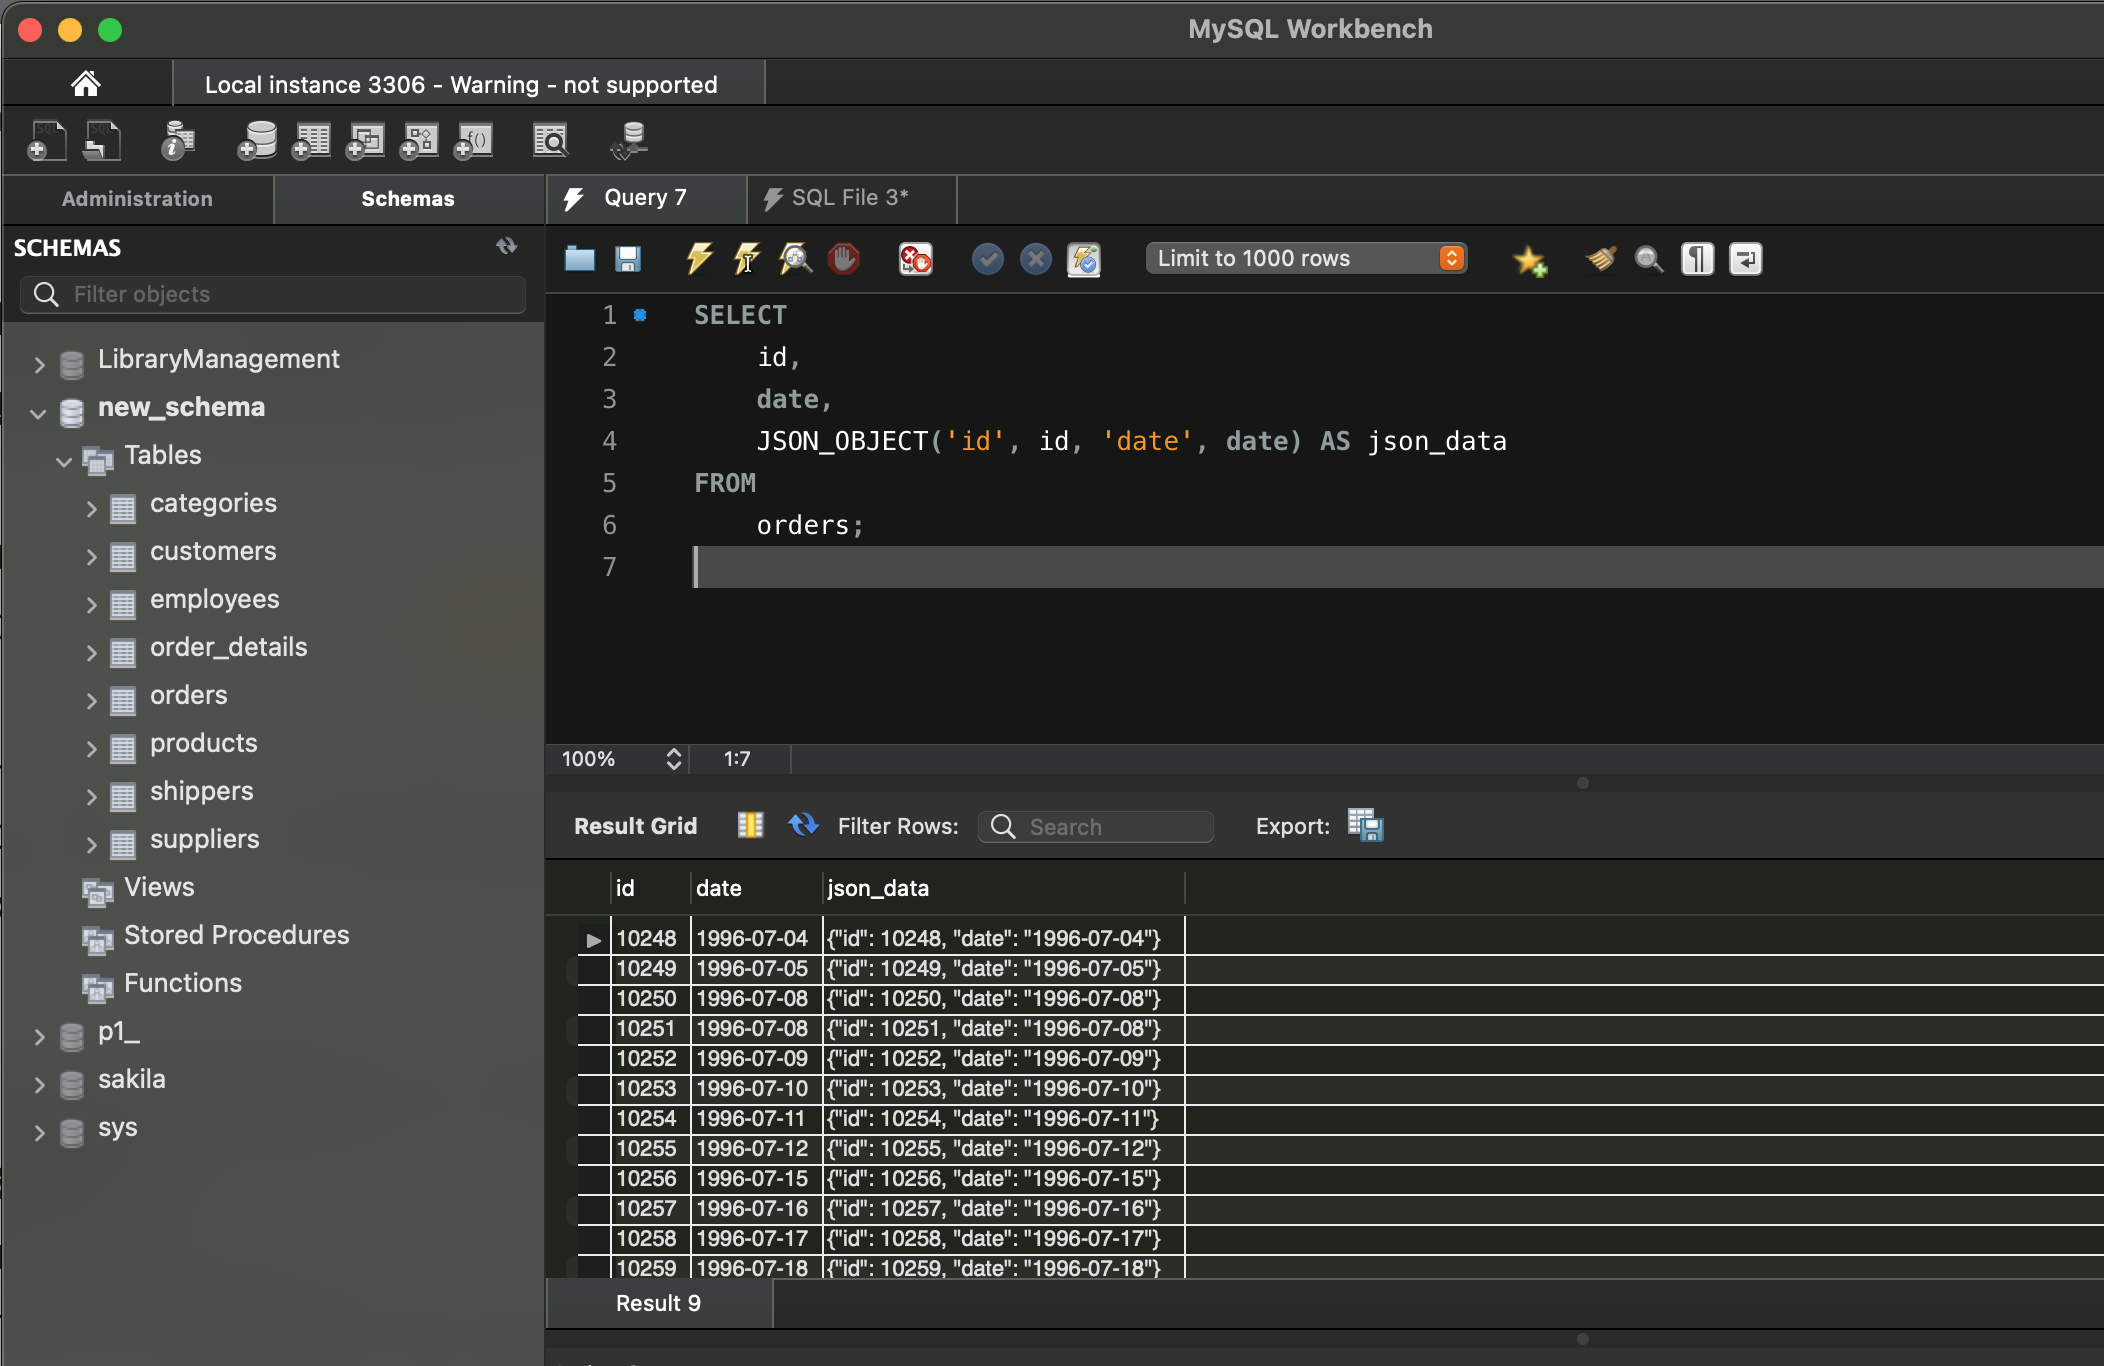 MySQL Workbench
Local instance 3306 - Warning - not supported
Administration
Schemas
Query 7
SQL File 3*
SCHEMAS
Filter objects
LibraryManagement
new_schema
Tables
categories
customers
employees
order_details
orders
products
shippers
suppliers
Views
Stored Procedures
Functions
p1_
sakila
sys
Limit to 1000 rows
1 SELECT
2 id,
3 date,
4 JSON_OBJECT('id', id, 'date', date) AS json_data
5 FROM
6 orders;
7
100% 1:7
Result Grid Filter Rows: Search Export:
id date json_data
10248 1996-07-04 {"id": 10248, "date": "1996-07-04"}
10249 1996-07-05 {"id": 10249, "date": "1996-07-05"}
10250 1996-07-08 {"id": 10250, "date": "1996-07-08"}
10251 1996-07-08 {"id": 10251, "date": "1996-07-08"}
10252 1996-07-09 {"id": 10252, "date": "1996-07-09"}
10253 1996-07-10 {"id": 10253, "date": "1996-07-10"}
10254 1996-07-11 {"id": 10254, "date": "1996-07-11"}
10255 1996-07-12 {"id": 10255, "date": "1996-07-12"}
10256 1996-07-15 {"id": 10256, "date": "1996-07-15"}
10257 1996-07-16 {"id": 10257, "date": "1996-07-16"}
10258 1996-07-17 {"id": 10258, "date": "1996-07-17"}
10259 1996-07-18 {"id": 10259, "date": "1996-07-18"}
Result 9